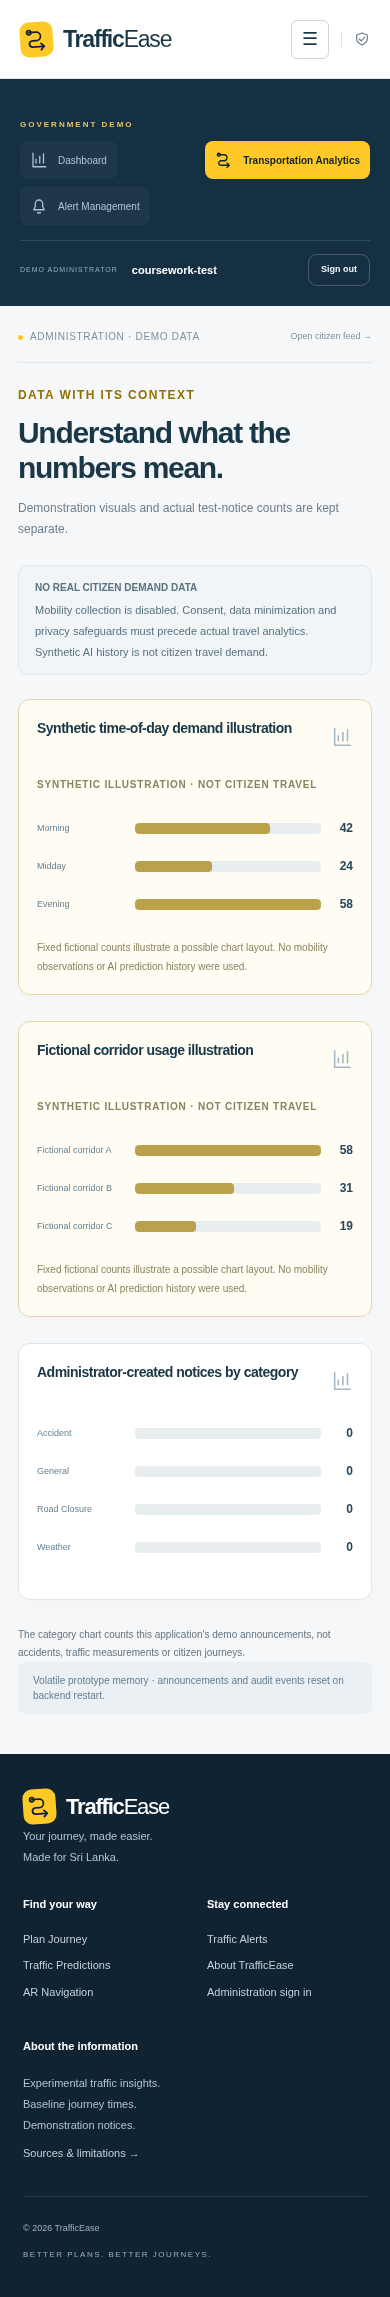 TrafficEase
GOVERNMENT DEMO
Dashboard
Transportation Analytics
Alert Management
DEMO ADMINISTRATOR coursework-test Sign out
ADMINISTRATION · DEMO DATA Open citizen feed →
DATA WITH ITS CONTEXT
Understand what the
numbers mean.
Demonstration visuals and actual test-notice counts are kept
separate.
NO REAL CITIZEN DEMAND DATA
Mobility collection is disabled. Consent, data minimization and
privacy safeguards must precede actual travel analytics.
Synthetic AI history is not citizen travel demand.
Synthetic time-of-day demand illustration
SYNTHETIC ILLUSTRATION · NOT CITIZEN TRAVEL
Morning 42
Midday 24
Evening 58
Fixed fictional counts illustrate a possible chart layout. No mobility
observations or AI prediction history were used.
Fictional corridor usage illustration
SYNTHETIC ILLUSTRATION · NOT CITIZEN TRAVEL
Fictional corridor A 58
Fictional corridor B 31
Fictional corridor C 19
Fixed fictional counts illustrate a possible chart layout. No mobility
observations or AI prediction history were used.
Administrator-created notices by category
Accident 0
General 0
Road Closure 0
Weather 0
The category chart counts this application's demo announcements, not
accidents, traffic measurements or citizen journeys.
Volatile prototype memory · announcements and audit events reset on
backend restart.
TrafficEase
Your journey, made easier.
Made for Sri Lanka.
Find your way
Plan Journey
Traffic Predictions
AR Navigation
Stay connected
Traffic Alerts
About TrafficEase
Administration sign in
About the information
Experimental traffic insights.
Baseline journey times.
Demonstration notices.
Sources & limitations →
© 2026 TrafficEase
BETTER PLANS. BETTER JOURNEYS.